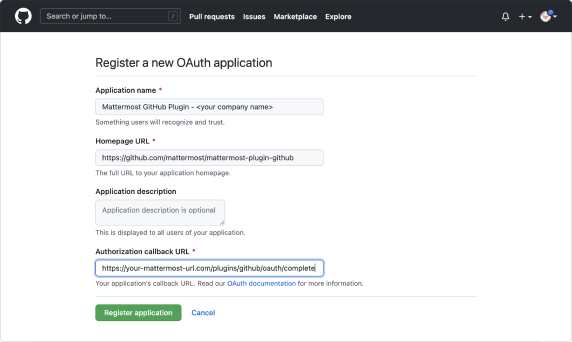 Search or jump to... / Pull requests Issues Marketplace Explore
Register a new OAuth application
Application name *
Mattermost GitHub Plugin - <your company name>
Something users will recognize and trust.
Homepage URL *
https://github.com/mattermost/mattermost-plugin-github
The full URL to your application homepage.
Application description
Application description is optional
This is displayed to all users of your application.
Authorization callback URL *
https://your-mattermost-url.com/plugins/github/oauth/complete
Your application's callback URL. Read our OAuth documentation for more information.
Register application Cancel